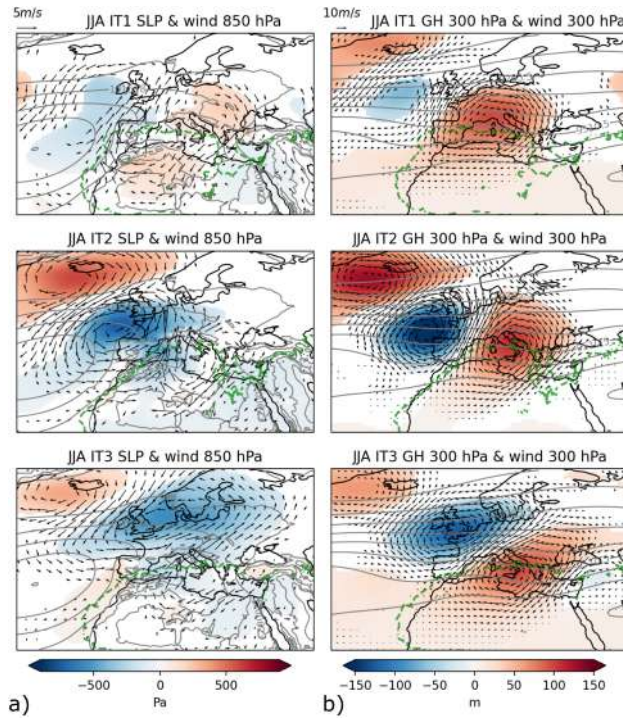 5m/s
JJA IT1 SLP & wind 850 hPa
10m/s
JJA IT1 GH 300 hPa & wind 300 hPa
JJA IT2 SLP & wind 850 hPa
JJA IT2 GH 300 hPa & wind 300 hPa
JJA IT3 SLP & wind 850 hPa
JJA IT3 GH 300 hPa & wind 300 hPa
−500 0 500
−150 −100 −50 0 50 100 150
a) Pa
b) m